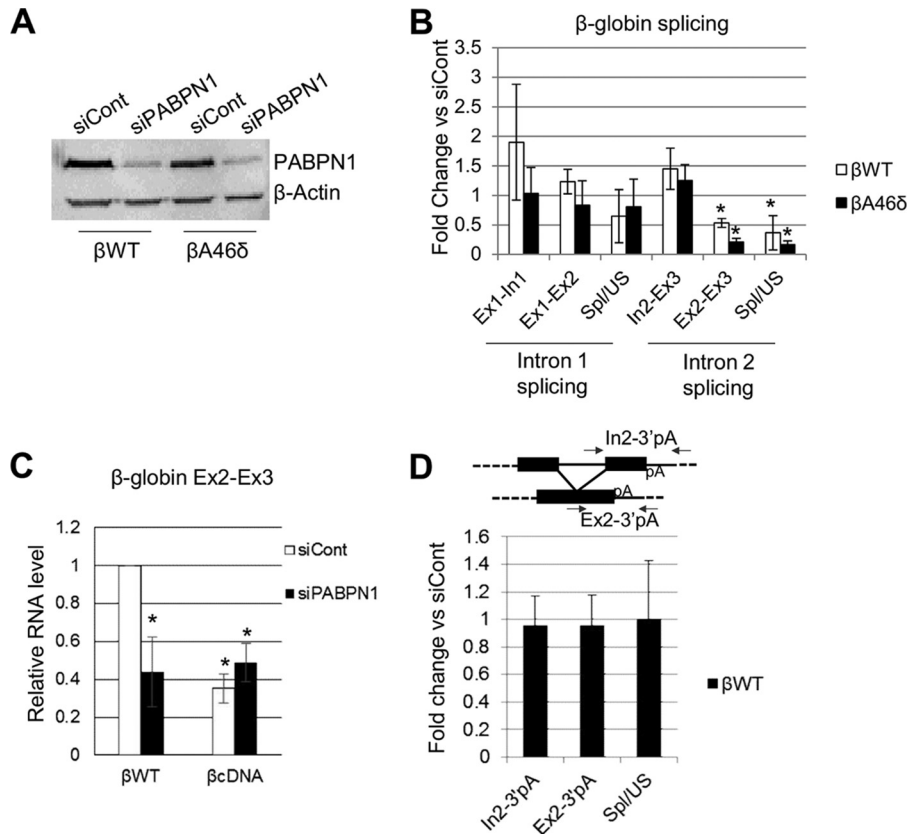 A
siCont
siPABPN1
siCont
siPABPN1
PABPN1
β-Actin
βWT
βA46δ
B
β-globin splicing
Fold Change vs siCont
3.5
3
2.5
2
1.5
1
0.5
0
* * * *
βWT
βA46δ
Ex1-In1
Ex1-Ex2
Spl/US
In2-Ex3
Ex2-Ex3
Spl/US
Intron 1
splicing
Intron 2
splicing
C
β-globin Ex2-Ex3
Relative RNA level
1.2
1
0.8
0.6
0.4
0.2
0
* * *
siCont
siPABPN1
βWT
βcDNA
D
In2-3'pA
pA
pA
Ex2-3'pA
Fold change vs siCont
1.6
1.4
1.2
1
0.8
0.6
0.4
0.2
0
βWT
In2-3'pA
Ex2-3'pA
Spl/US